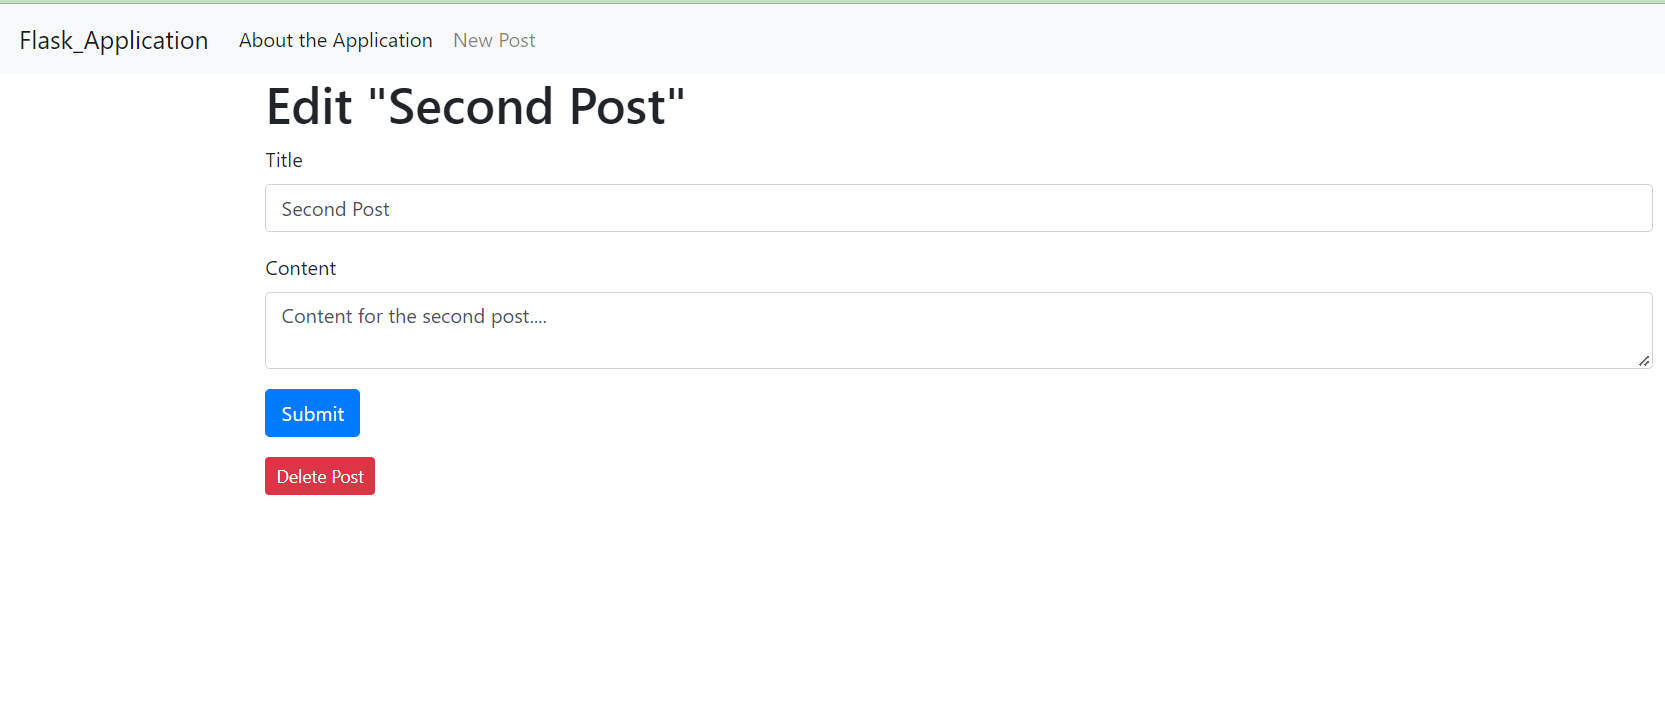 Flask_Application About the Application New Post
Edit "Second Post"
Title
Second Post
Content
Content for the second post....
Submit
Delete Post